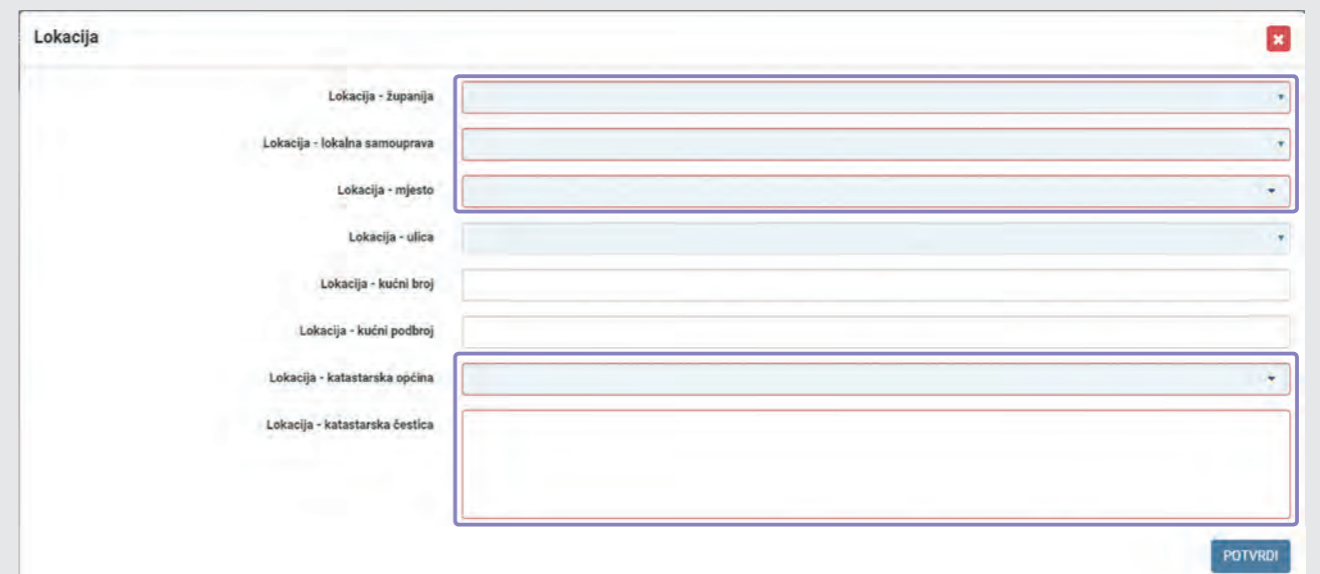 Lokacija
Lokacija - županija
Lokacija - lokalna samouprava
Lokacija - mjesto
Lokacija - ulica
Lokacija - kućni broj
Lokacija - kućni podbroj
Lokacija - katastarska općina
Lokacija - katastarska čestica
POTVRDI